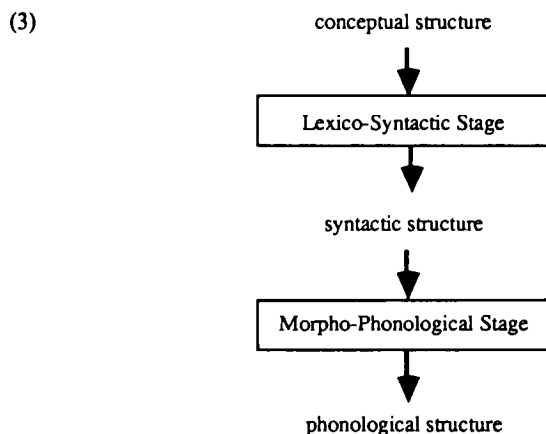 (3) conceptual structure
Lexico-Syntactic Stage
syntactic structure
Morpho-Phonological Stage
phonological structure